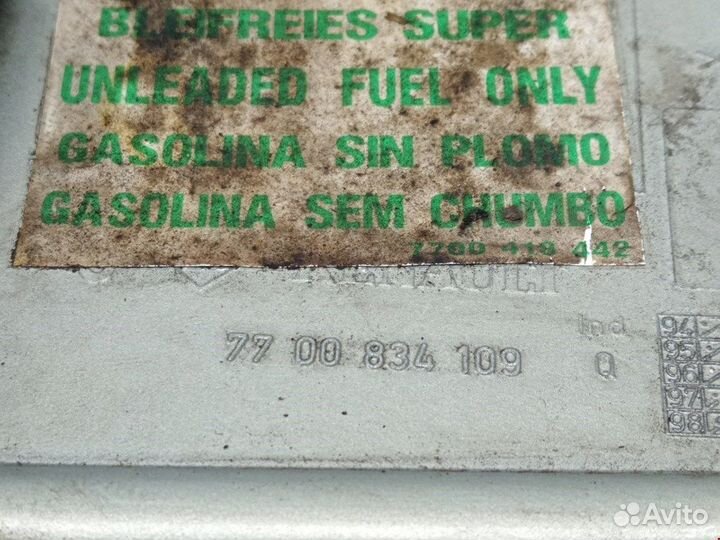 BLEIFREIES SUPER
UNLEADED FUEL ONLY
GASOLINA SIN PLOMO
GASOLINA SEM CHUMBO
7700 419 442
RENAULT
77 00 834 109
Ind
Q
94
95
96
97
98
Avito